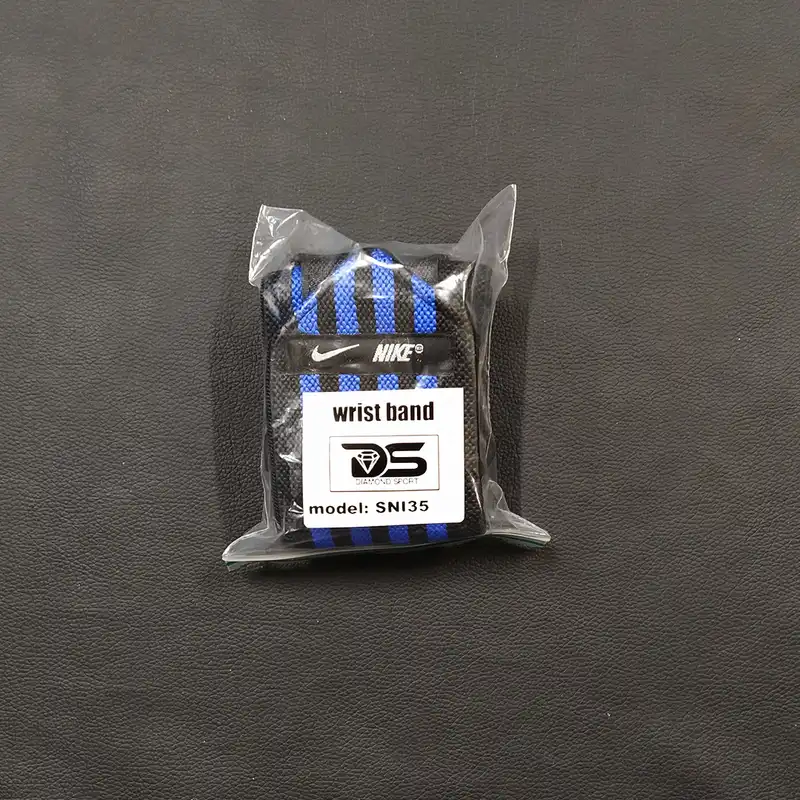 NIKE
wrist band
DS
DIAMOND SPORT
model: SNI35